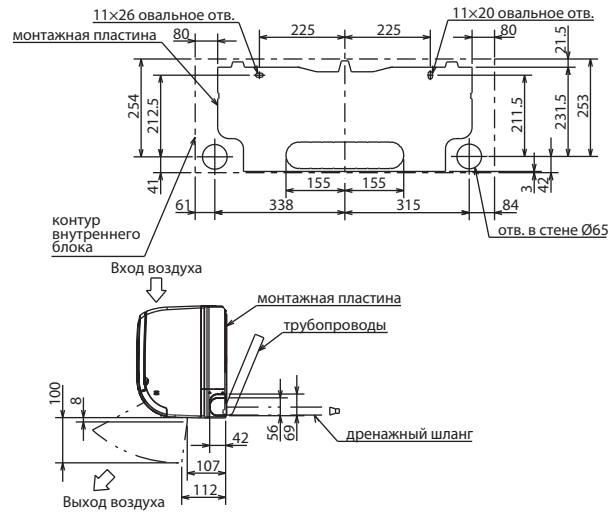 11×26 овальное отв.
11×20 овальное отв.
монтажная пластина
80
225
225
80
21.5
254
212.5
211.5
231.5
253
41
155
155
3
42
61
338
315
84
контур
внутреннего
блока
отв. в стене Ø65
Вход воздуха
монтажная пластина
трубопроводы
100
8
56
69
42
дренажный шланг
107
112
Выход воздуха